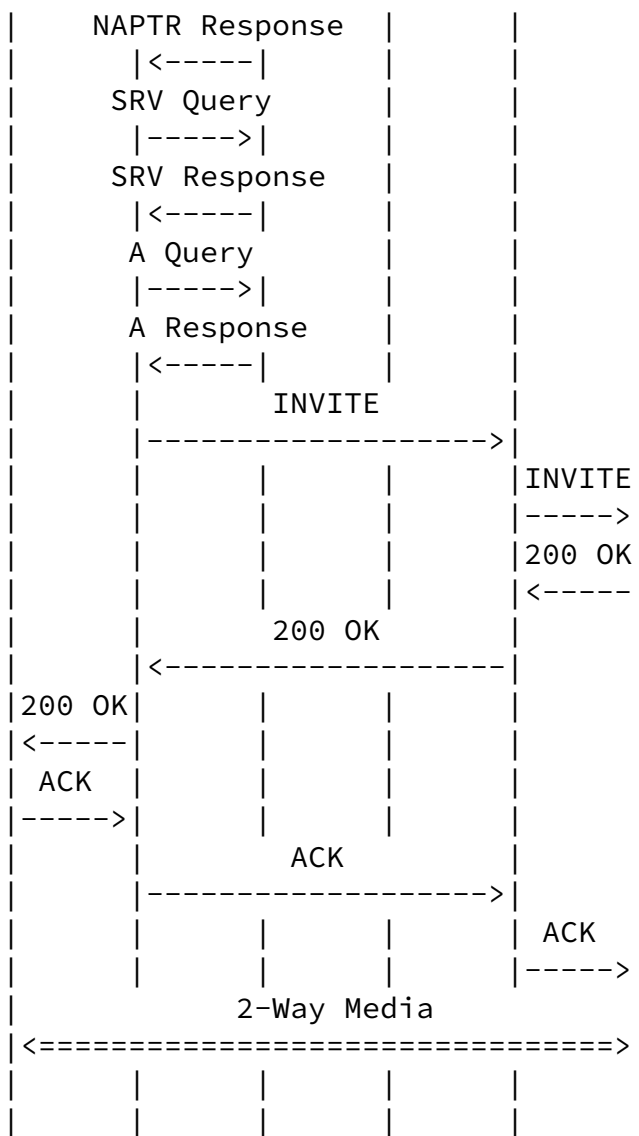 NAPTR Response
SRV Query
SRV Response
A Query
A Response
INVITE
INVITE
200 OK
200 OK
200 OK
ACK
ACK
ACK
2-Way Media